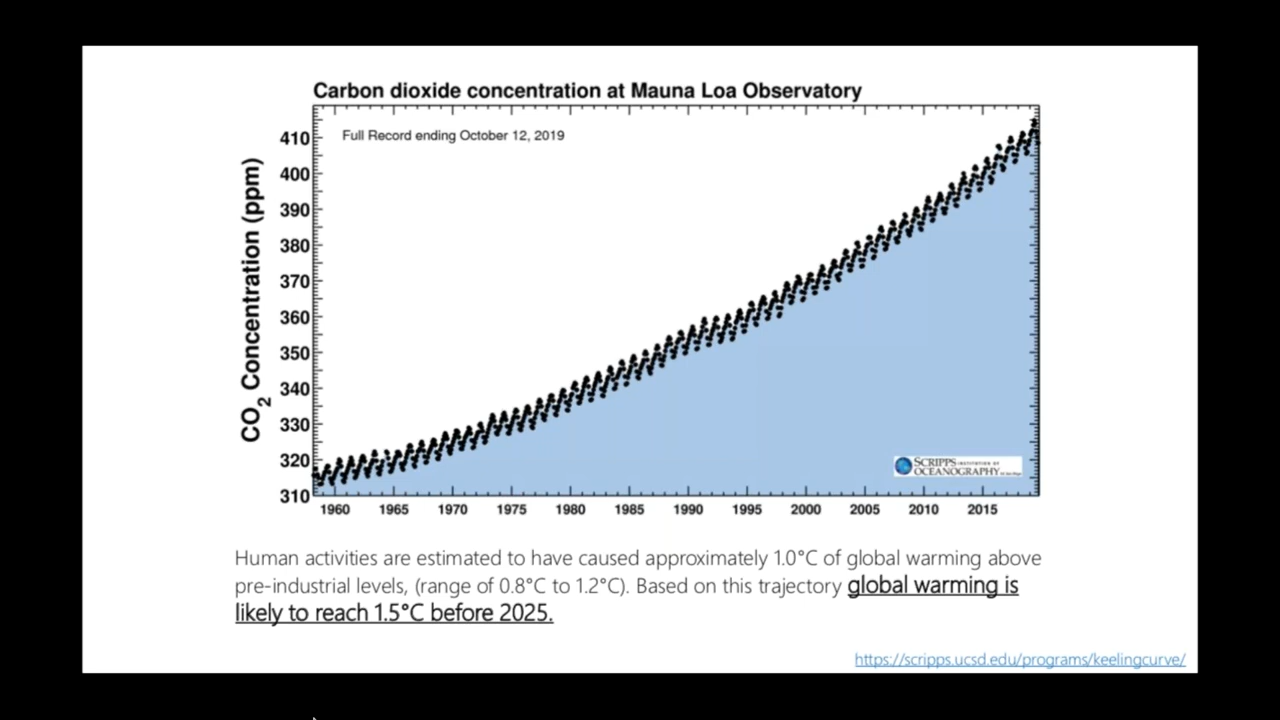 Carbon dioxide concentration at Mauna Loa Observatory
Full Record ending October 12, 2019
CO2 Concentration (ppm)
410
400
390
380
370
360
350
340
330
320
310
1960 1965 1970 1975 1980 1985 1990 1995 2000 2005 2010 2015
SCRIPPS INSTITUTION OF
OCEANOGRAPHY
Human activities are estimated to have caused approximately 1.0°C of global warming above
pre-industrial levels, (range of 0.8°C to 1.2°C). Based on this trajectory global warming is
likely to reach 1.5°C before 2025.
https://scripps.ucsd.edu/programs/keelingcurve/